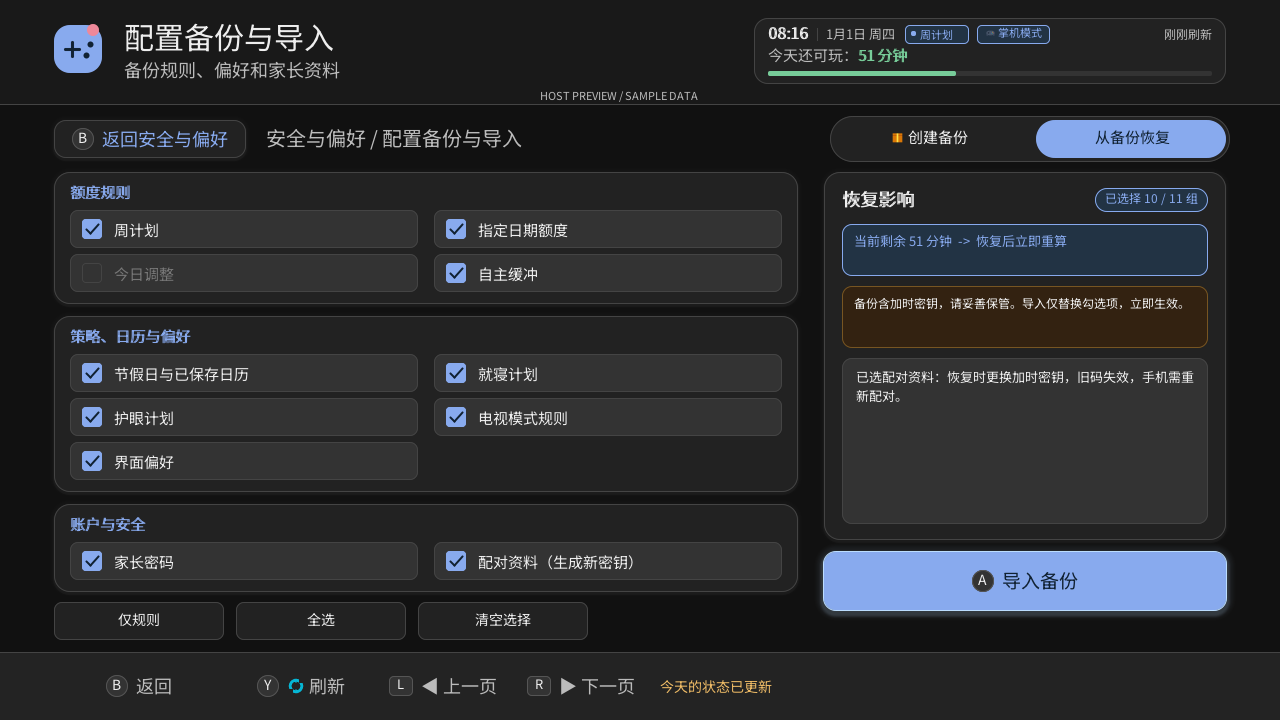 配置备份与导入
备份规则、偏好和家长资料
08:16 1月1日 周四 周计划 掌机模式 刚刚刷新
今天还可玩：51 分钟
HOST PREVIEW / SAMPLE DATA
B 返回安全与偏好 安全与偏好 / 配置备份与导入
创建备份 从备份恢复
额度规则
周计划 指定日期额度
今日调整 自主缓冲
策略、日历与偏好
节假日与已保存日历 就寝计划
护眼计划 电视模式规则
界面偏好
账户与安全
家长密码 配对资料（生成新密钥）
仅规则 全选 清空选择
恢复影响 已选择 10 / 11 组
当前剩余 51 分钟 -> 恢复后立即重算
备份含加时密钥，请妥善保管。导入仅替换勾选项，立即生效。
已选配对资料：恢复时更换加时密钥，旧码失效，手机需重
新配对。
A 导入备份
B 返回 Y 刷新 L ◀ 上一页 R ▶ 下一页 今天的状态已更新